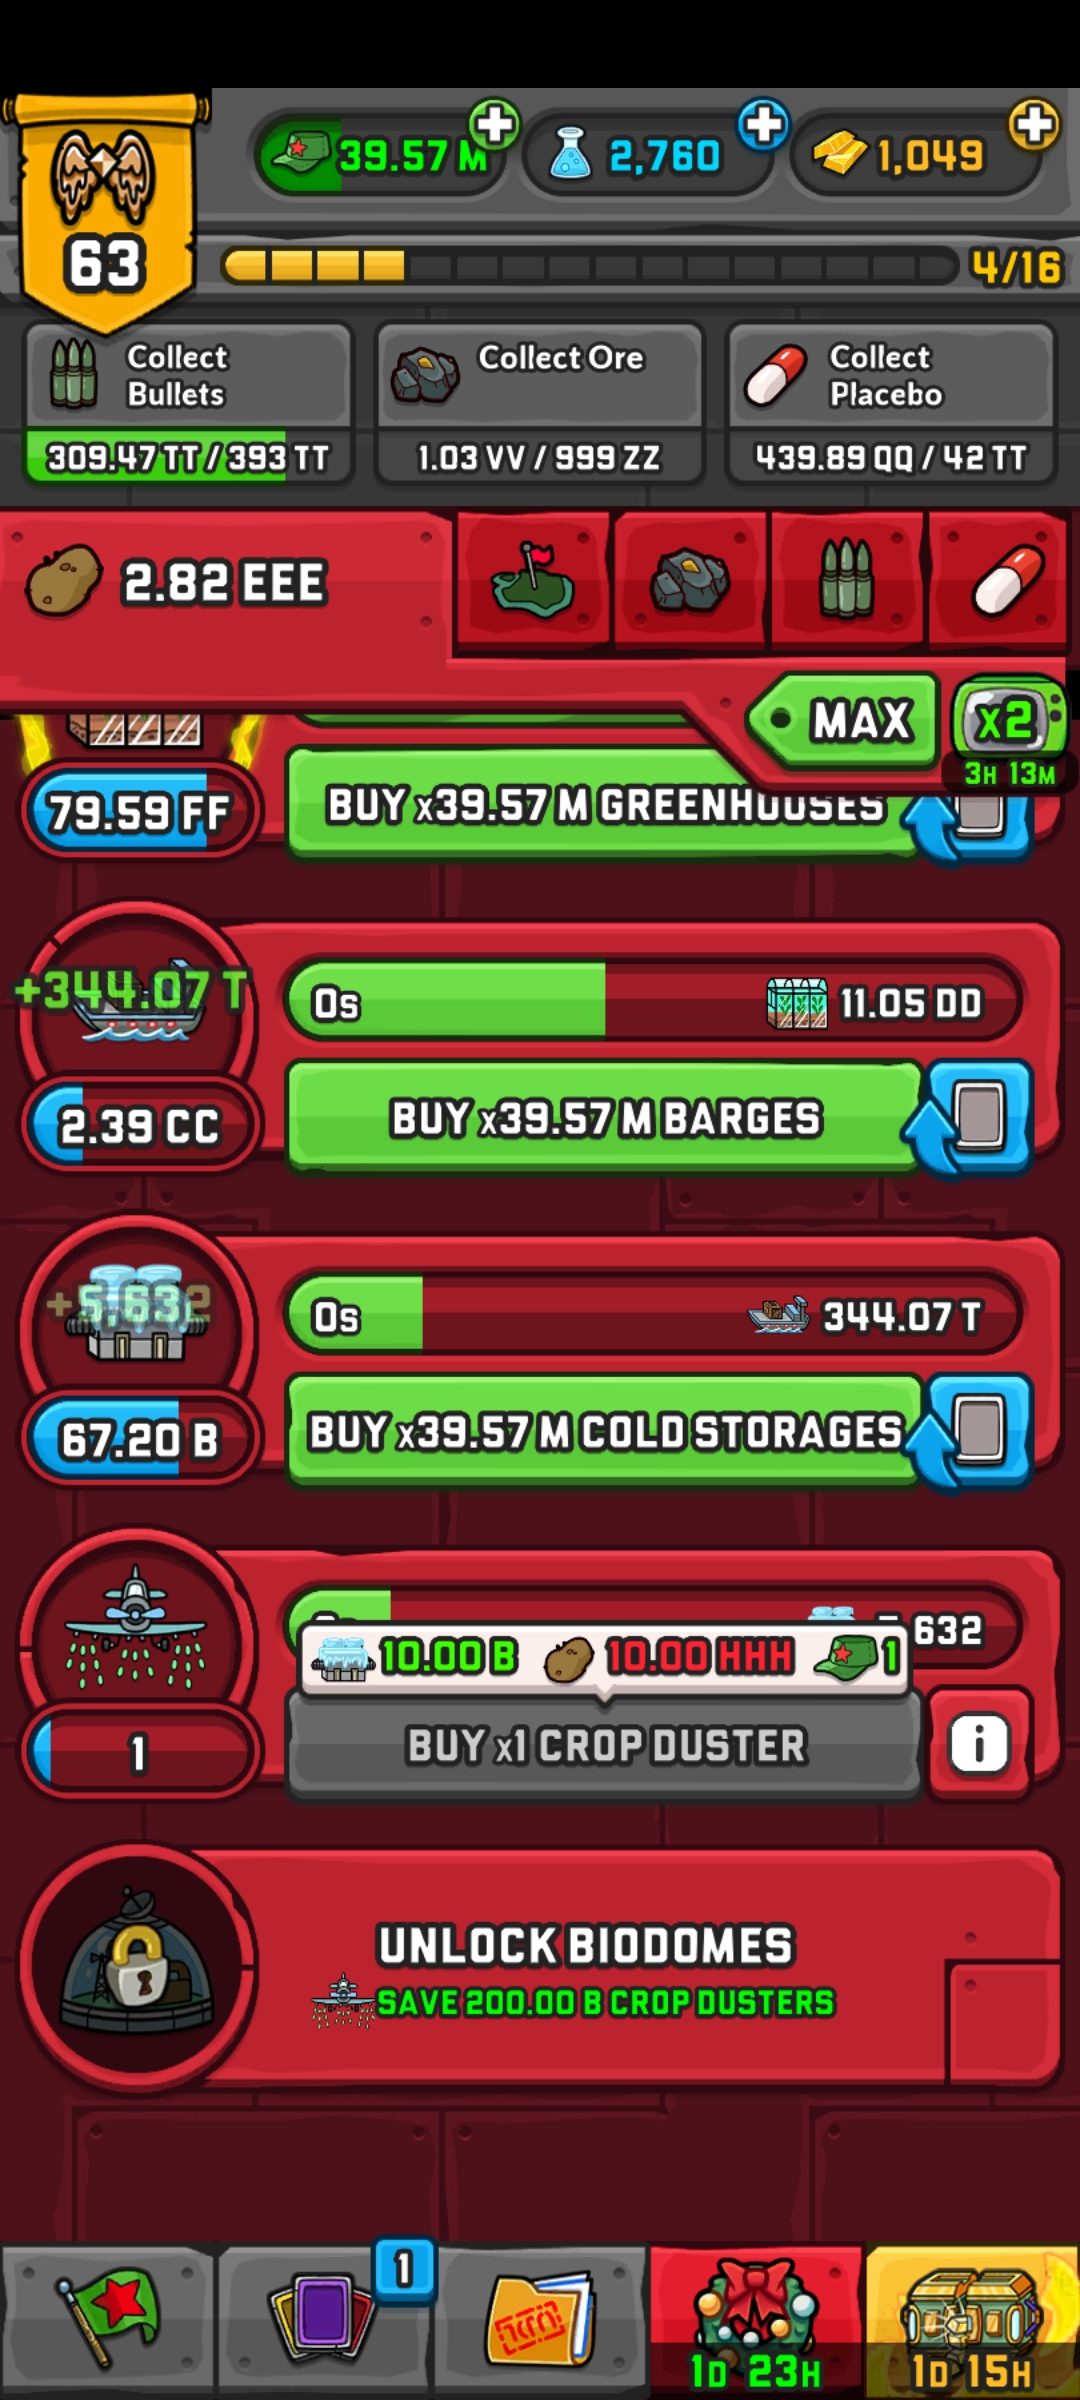 39.57 M
2,760
1,049
63
4/16
Collect
Bullets
309.47 TT / 393 TT
Collect Ore
1.03 VV / 999 ZZ
Collect
Placebo
439.89 QQ / 42 TT
2.82 EEE
MAX
x2
3H 13M
79.59 FF
BUY x39.57 M GREENHOUSES
+344.07 T
0s
11.05 DD
2.39 CC
BUY x39.57 M BARGES
+5,632
0s
344.07 T
67.20 B
BUY x39.57 M COLD STORAGES
632
10.00 B
10.00 HHH
1
1
BUY x1 CROP DUSTER
i
UNLOCK BIODOMES
SAVE 200.00 B CROP DUSTERS
1
1D 23H
1D 15H